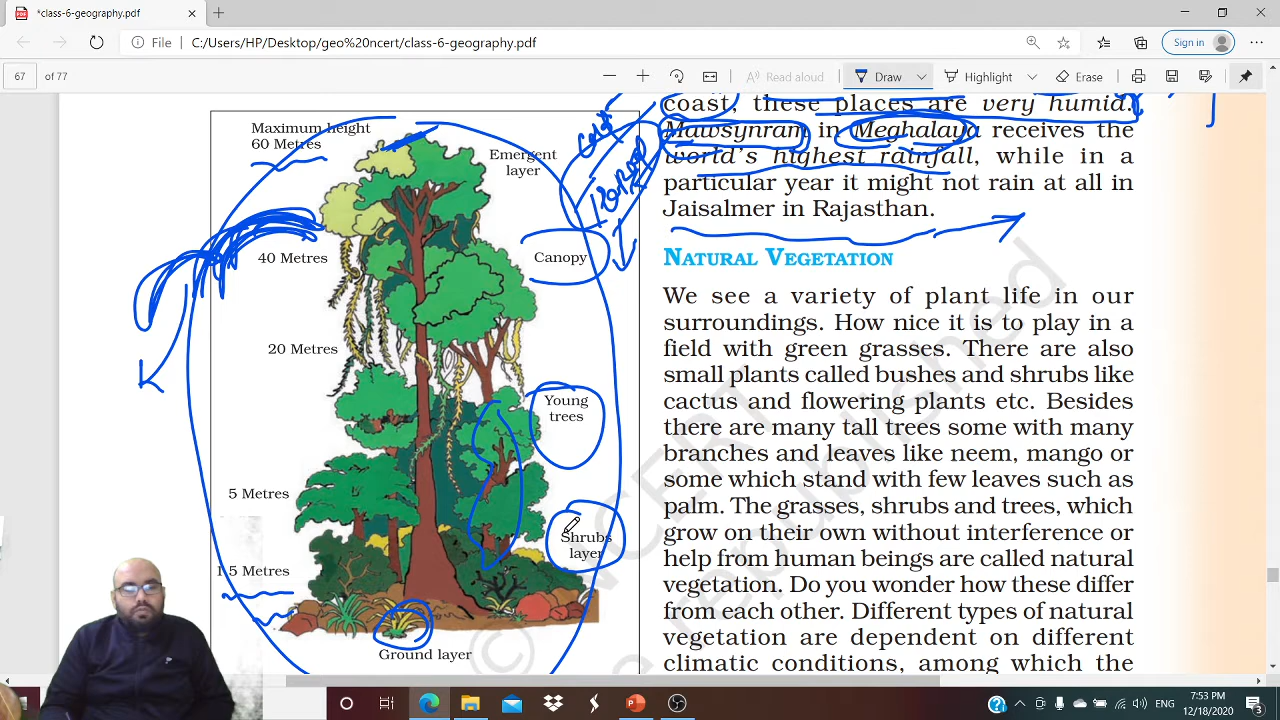 *class-6-geography.pdf
File
C:/Users/HP/Desktop/geo%20ncert/class-6-geography.pdf
Sign in
67 of 77
Read aloud
Draw
Highlight
Erase
Maximum height
60 Metres
Emergent
layer
40 Metres
Canopy
20 Metres
Young
trees
5 Metres
Shrubs
layer
1.5 Metres
Ground layer
coast, these places are very humid.
Mawsynram in Meghalaya receives the
world's highest rainfall, while in a
particular year it might not rain at all in
Jaisalmer in Rajasthan.
NATURAL VEGETATION
We see a variety of plant life in our
surroundings. How nice it is to play in a
field with green grasses. There are also
small plants called bushes and shrubs like
cactus and flowering plants etc. Besides
there are many tall trees some with many
branches and leaves like neem, mango or
some which stand with few leaves such as
palm. The grasses, shrubs and trees, which
grow on their own without interference or
help from human beings are called natural
vegetation. Do you wonder how these differ
from each other. Different types of natural
vegetation are dependent on different
climatic conditions, among which the
© NCERT
be republished
7:53 PM
12/18/2020
3